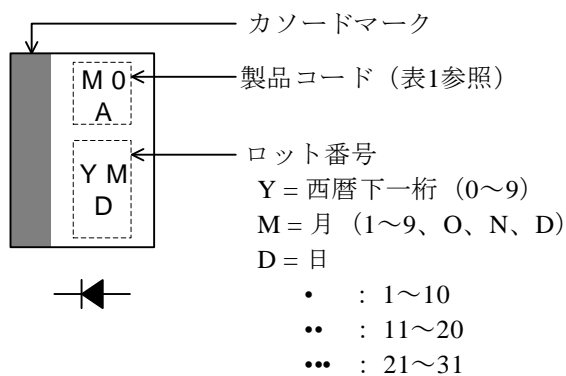 カソードマーク
M 0
A
製品コード（表1参照）
Y M
D
ロット番号
Y = 西暦下一桁（0～9）
M = 月（1～9、O、N、D）
D = 日
• : 1～10
•• : 11～20
••• : 21～31